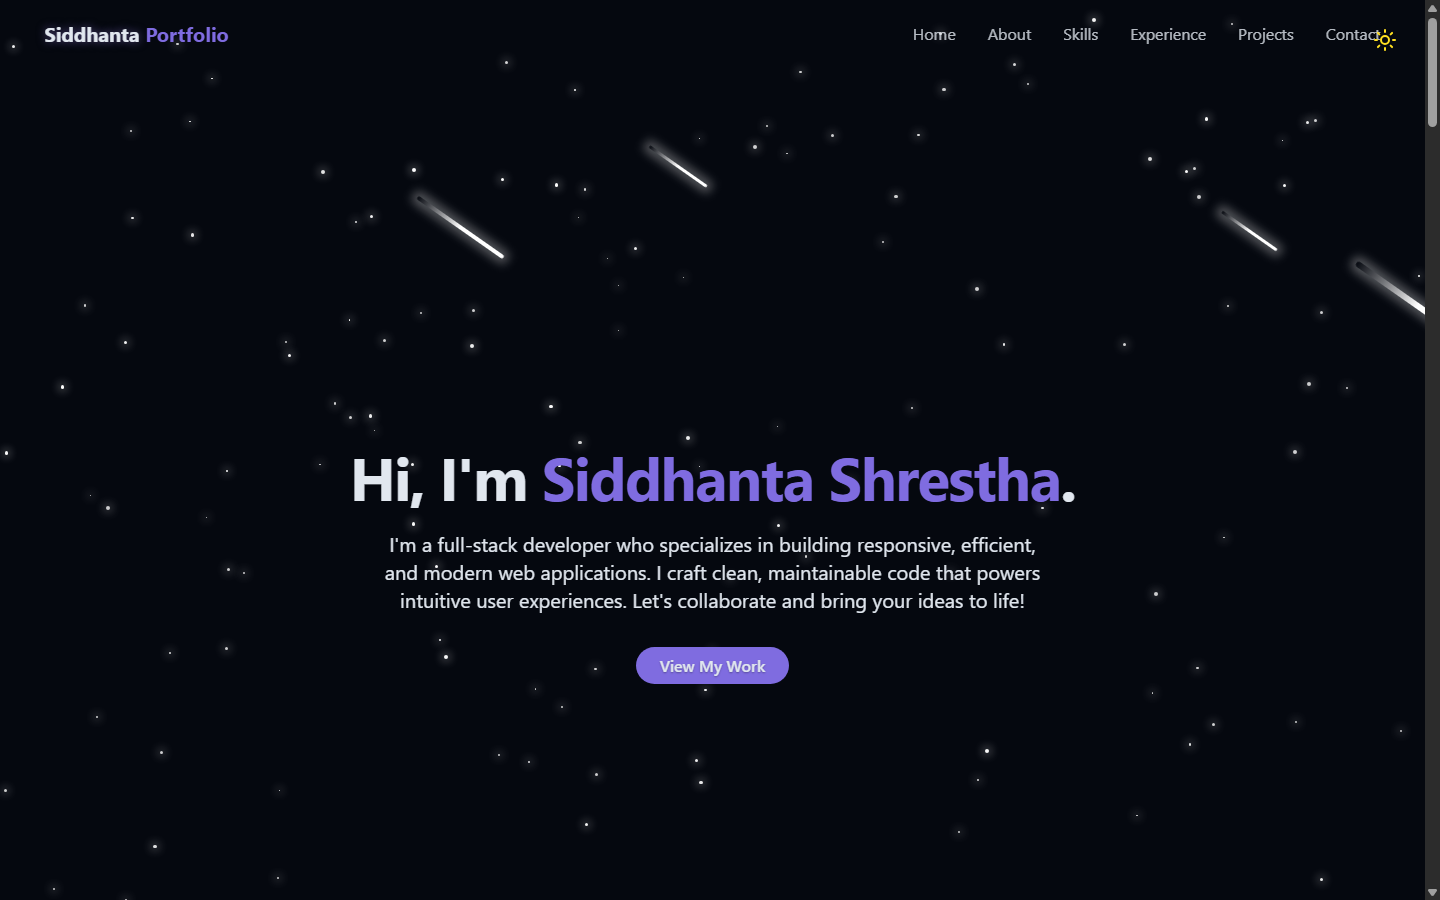 Siddhanta Portfolio
Home About Skills Experience Projects Contact
Hi, I'm Siddhanta Shrestha.
I'm a full-stack developer who specializes in building responsive, efficient,
and modern web applications. I craft clean, maintainable code that powers
intuitive user experiences. Let's collaborate and bring your ideas to life!
View My Work